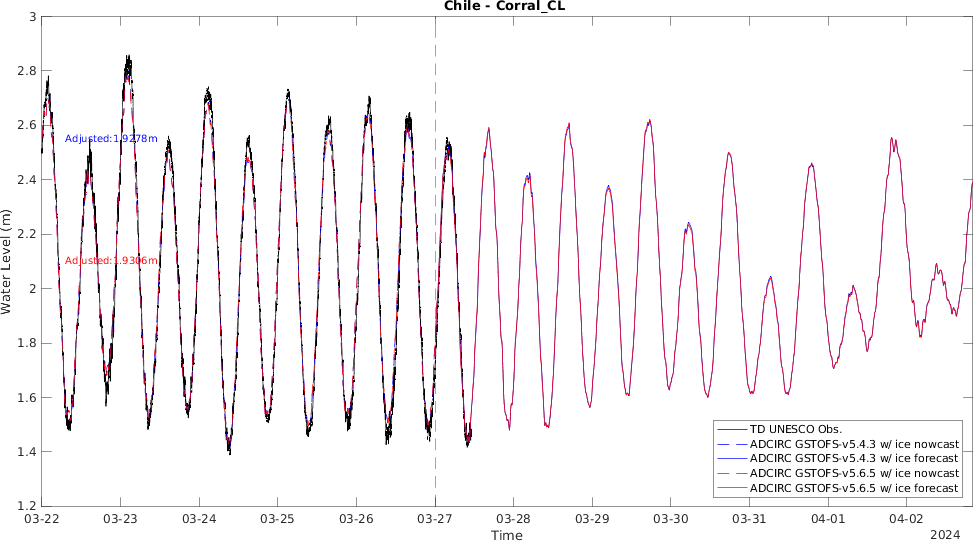 Chile - Corral_CL
3
2.8
2.6
2.4
2.2
2
1.8
1.6
1.4
1.2
Water Level (m)
Adjusted:1.9278m
Adjusted:1.9306m
TD UNESCO Obs.
ADCIRC GSTOFS-v5.4.3 w/ ice nowcast
ADCIRC GSTOFS-v5.4.3 w/ ice forecast
ADCIRC GSTOFS-v5.6.5 w/ ice nowcast
ADCIRC GSTOFS-v5.6.5 w/ ice forecast
03-22 03-23 03-24 03-25 03-26 03-27 03-28 03-29 03-30 03-31 04-01 04-02
Time
2024